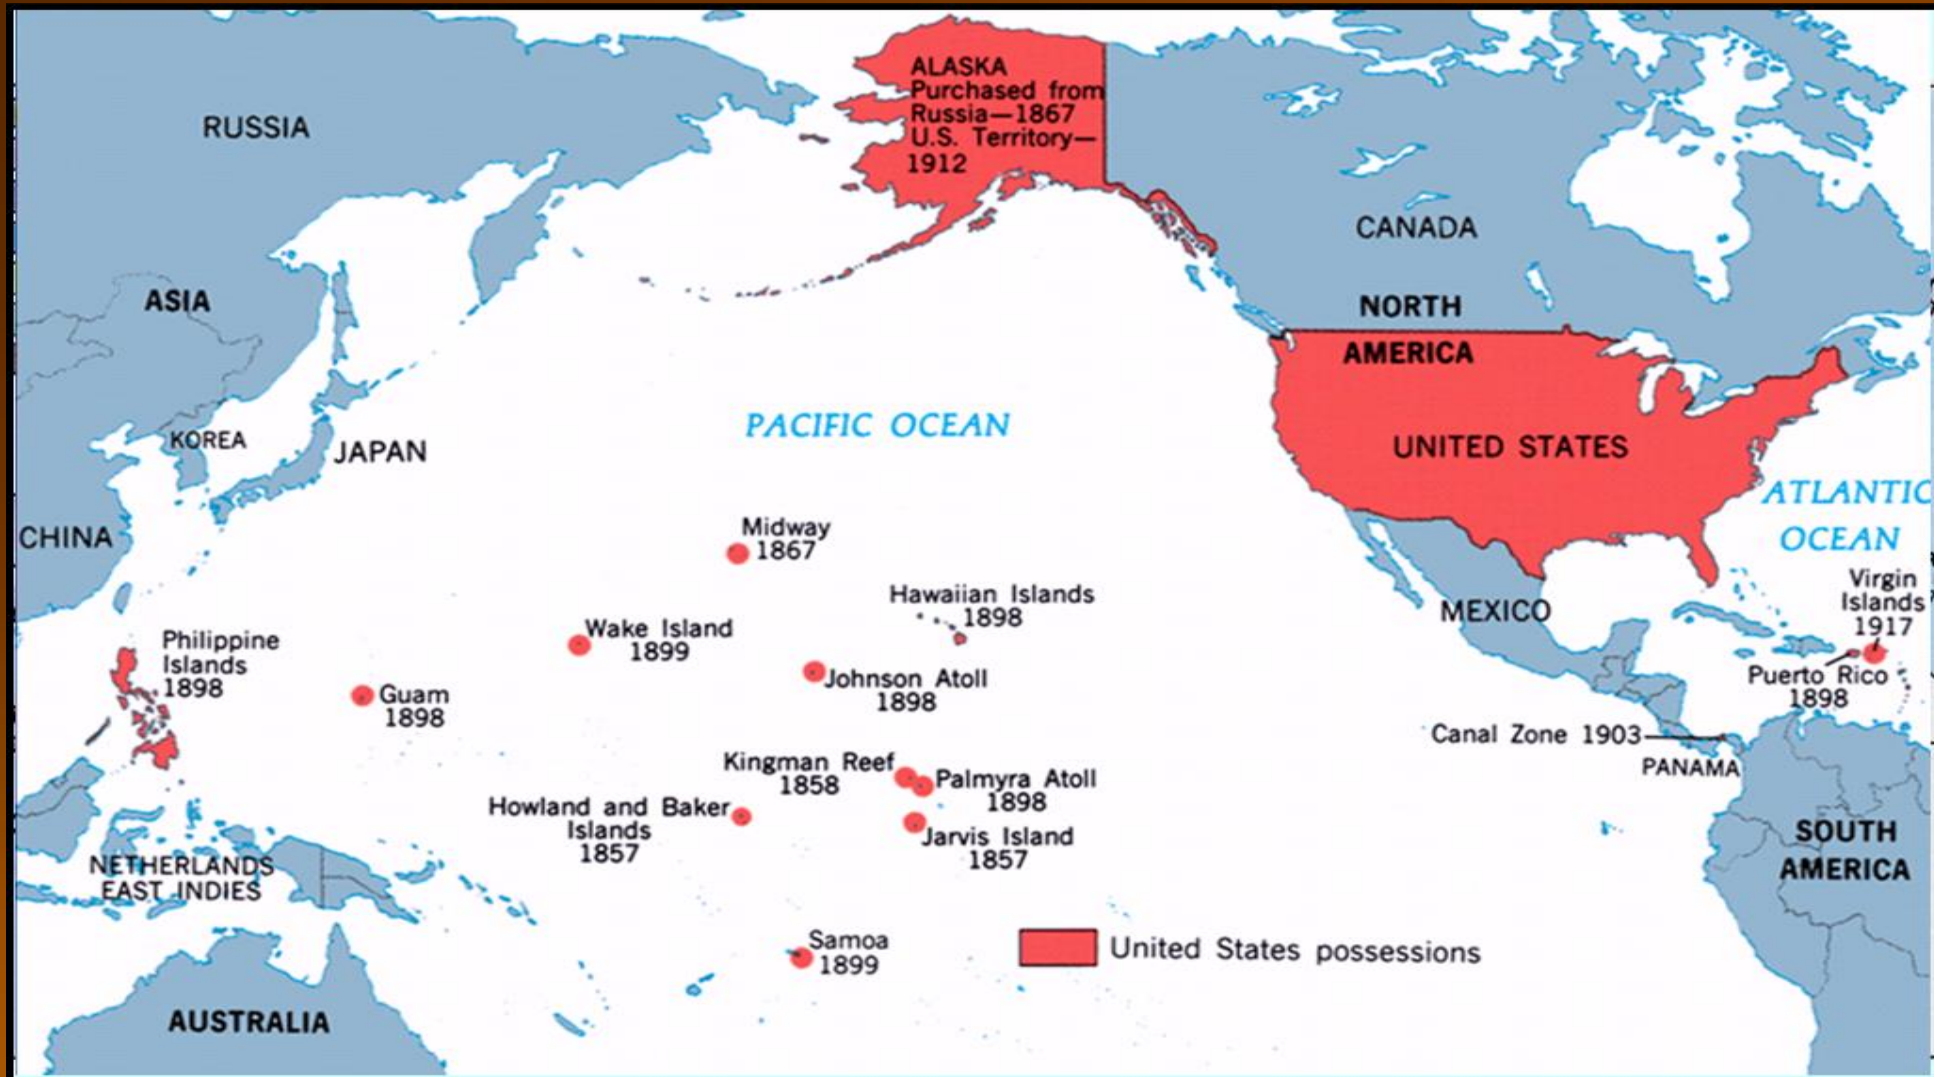 ALASKA
Purchased from
Russia—1867
U.S. Territory—
1912
RUSSIA
CANADA
ASIA
NORTH
AMERICA
PACIFIC OCEAN
KOREA
JAPAN
UNITED STATES
ATLANTIC
OCEAN
CHINA
Midway
1867
Hawaiian Islands
1898
Virgin
Islands
1917
MEXICO
Philippine
Islands
1898
Wake Island
1899
Guam
1898
Johnson Atoll
1898
Puerto Rico
1898
Canal Zone 1903
PANAMA
Kingman Reef
1858
Palmyra Atoll
1898
Howland and Baker
Islands
1857
Jarvis Island
1857
NETHERLANDS
EAST INDIES
SOUTH
AMERICA
Samoa
1899
United States possessions
AUSTRALIA